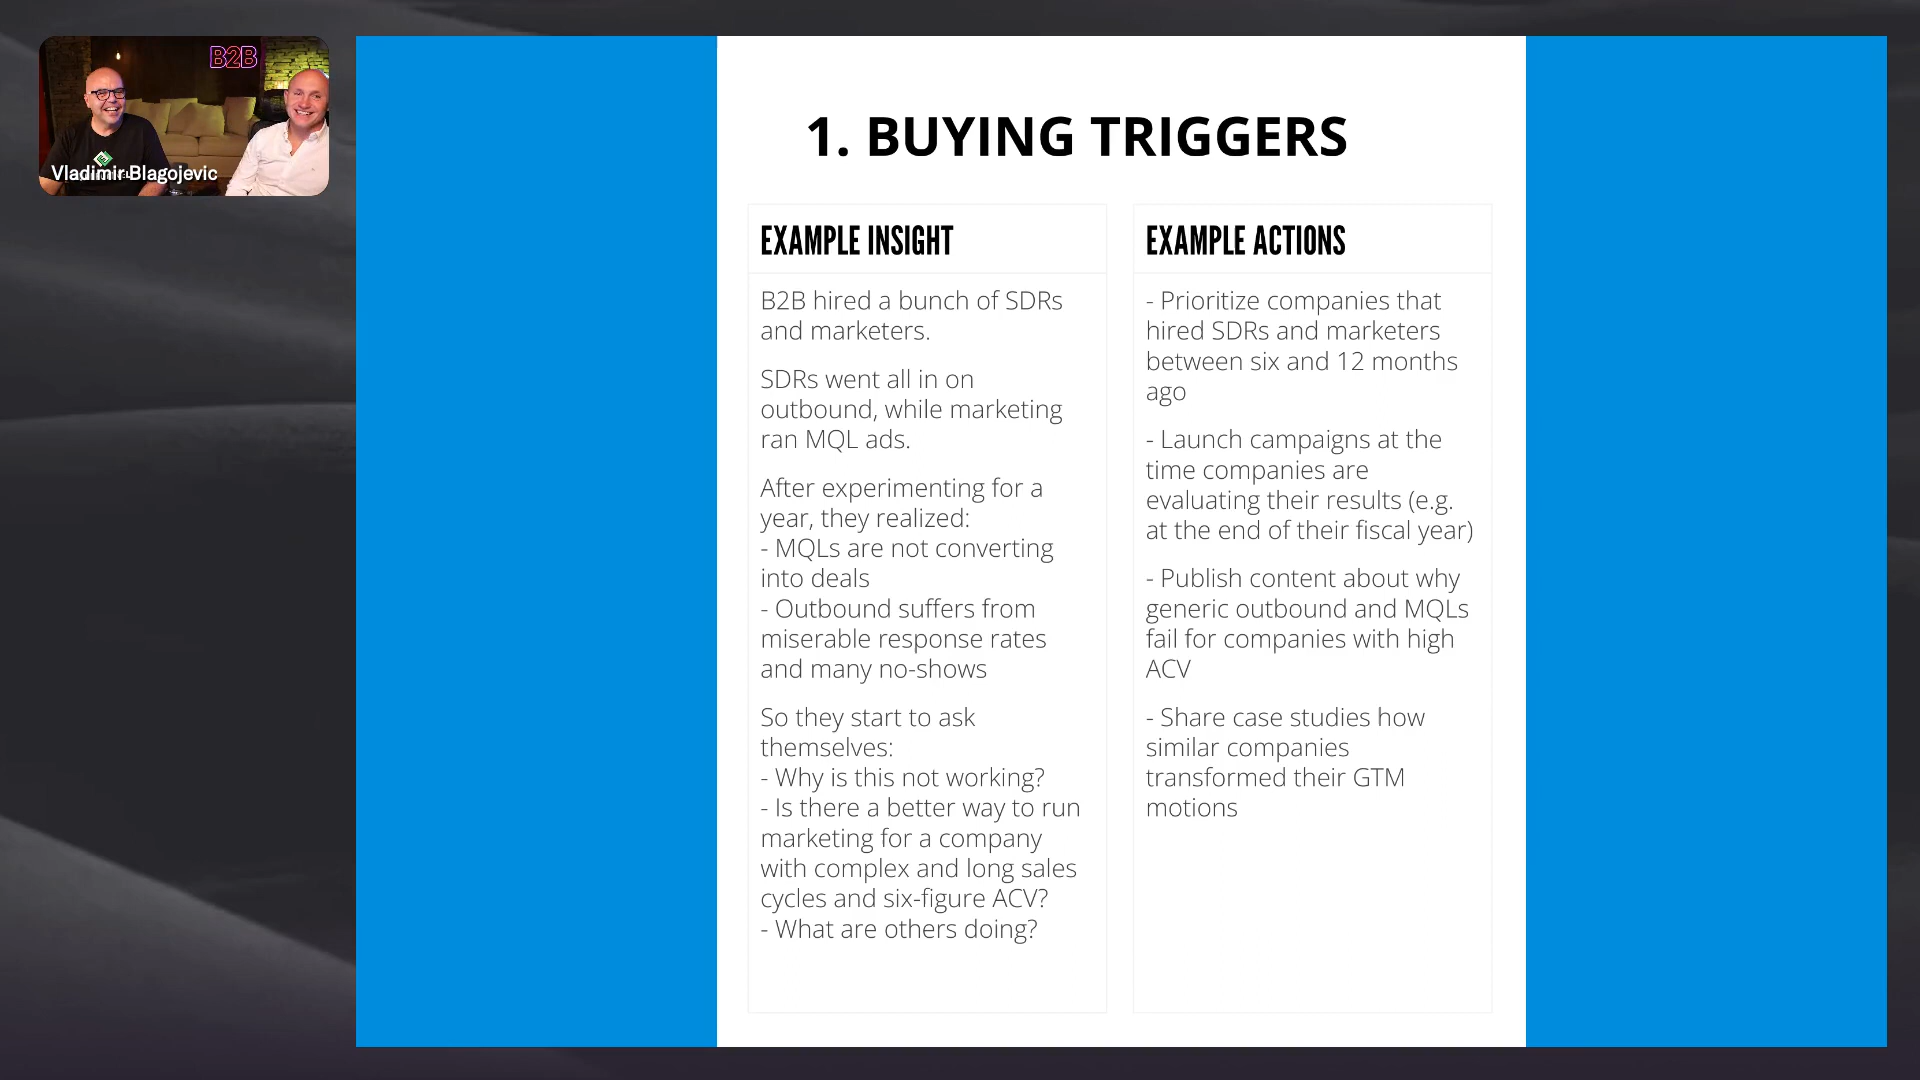 B2B
Vladimir Blagojevic
1. BUYING TRIGGERS
EXAMPLE INSIGHT
B2B hired a bunch of SDRs
and marketers.
SDRs went all in on
outbound, while marketing
ran MQL ads.
After experimenting for a
year, they realized:
- MQLs are not converting
into deals
- Outbound suffers from
miserable response rates
and many no-shows
So they start to ask
themselves:
- Why is this not working?
- Is there a better way to run
marketing for a company
with complex and long sales
cycles and six-figure ACV?
- What are others doing?
EXAMPLE ACTIONS
- Prioritize companies that
hired SDRs and marketers
between six and 12 months
ago
- Launch campaigns at the
time companies are
evaluating their results (e.g.
at the end of their fiscal year)
- Publish content about why
generic outbound and MQLs
fail for companies with high
ACV
- Share case studies how
similar companies
transformed their GTM
motions